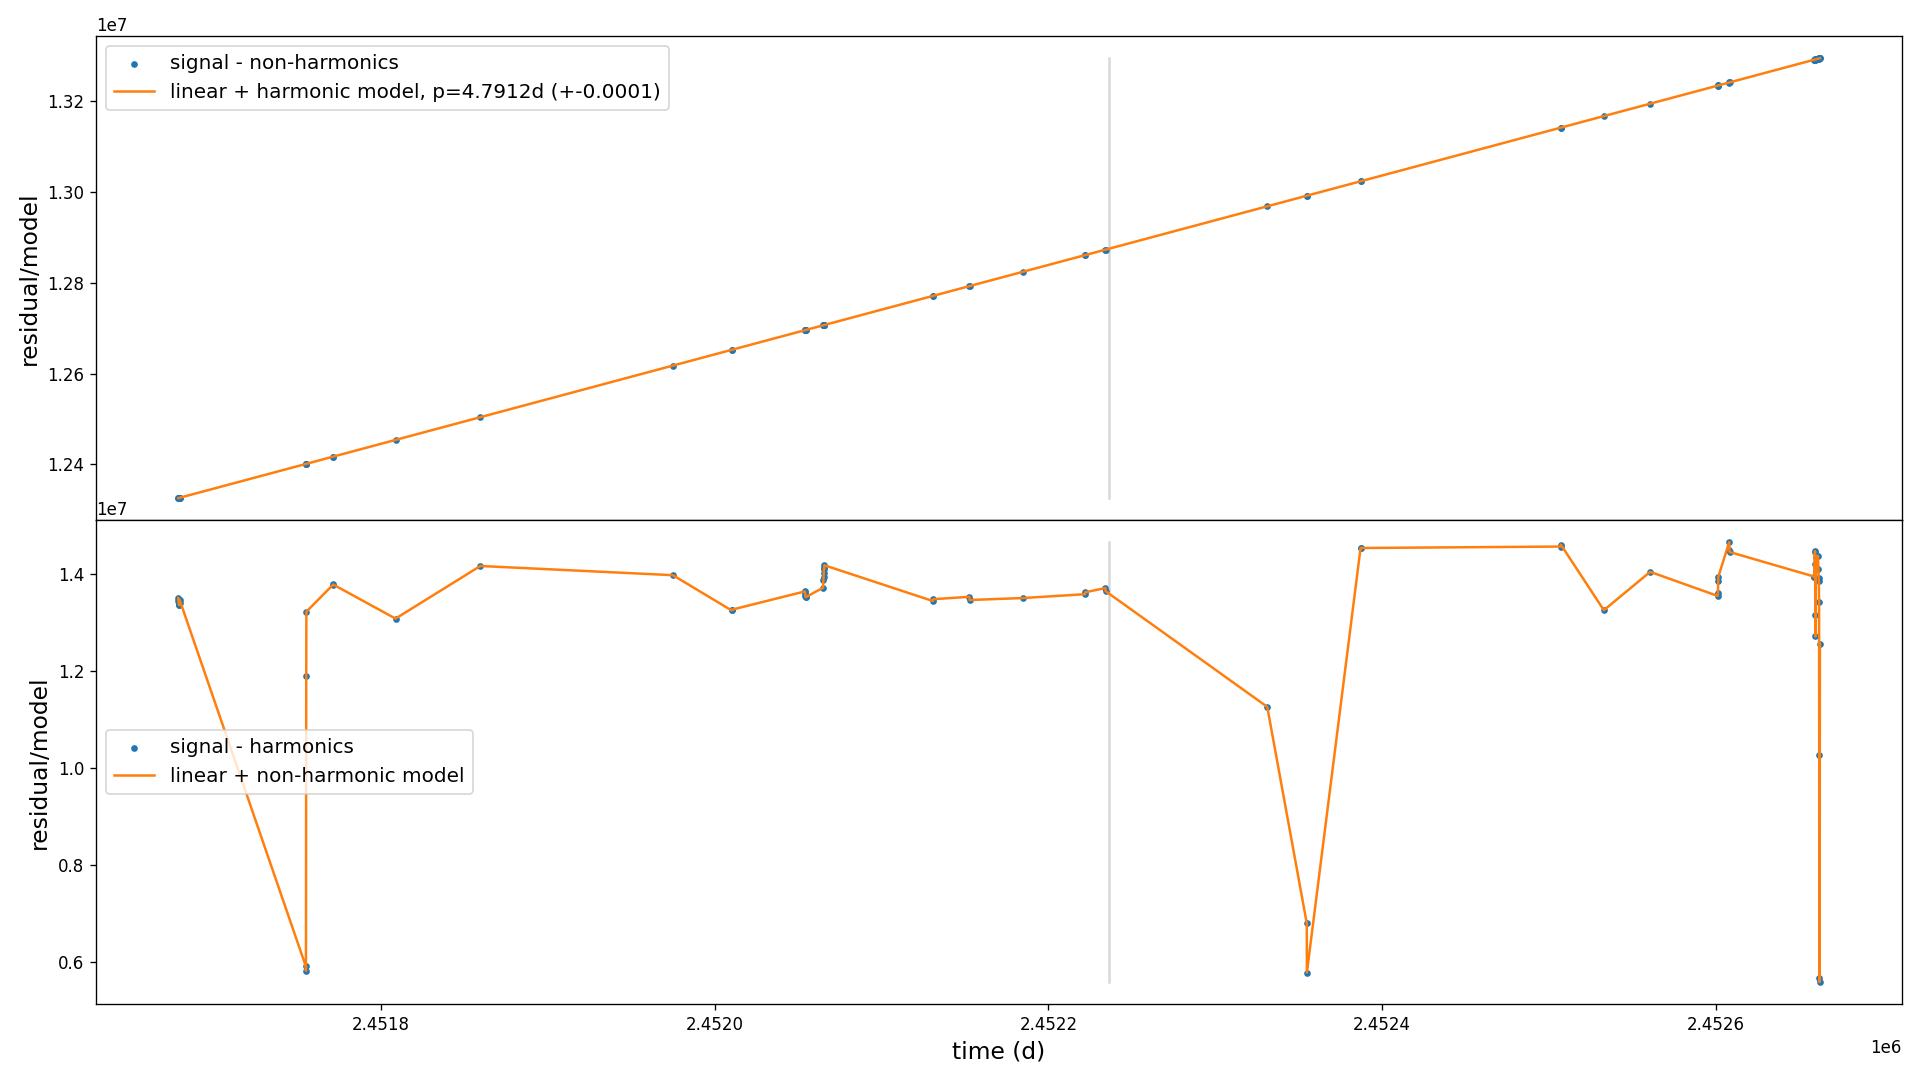 1e7
signal - non-harmonics
linear + harmonic model, p=4.7912d (+-0.0001)
1.32
1.30
1.28
1.26
1.24
residual/model
1e7
1.4
1.2
1.0
0.8
0.6
residual/model
signal - harmonics
linear + non-harmonic model
2.4518
2.4520
2.4522
2.4524
2.4526
time (d)
1e6